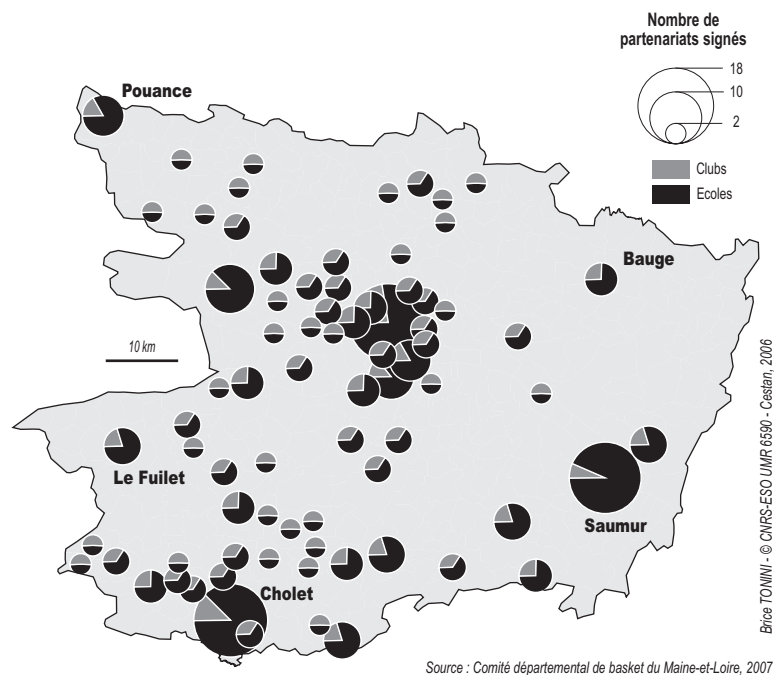 Nombre de
partenariats signés
18
10
2
Clubs
Ecoles
Pouance
Bauge
10 km
Le Fuilet
Saumur
Cholet
Brice TONINI - © CNRS-ESO UMR 6590 - Cestan, 2006
Source : Comité départemental de basket du Maine-et-Loire, 2007